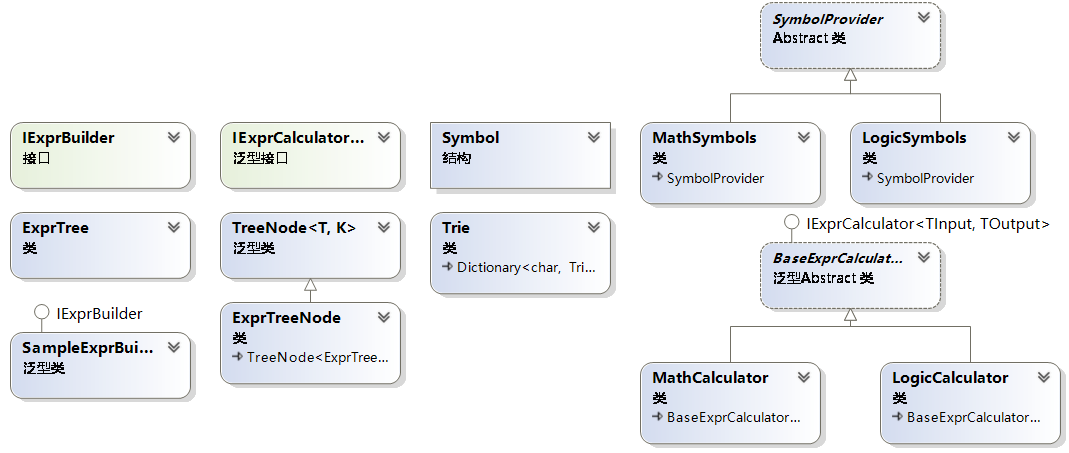 SymbolProvider
Abstract 类
IExprBuilder
接口
IExprCalculator...
泛型接口
Symbol
结构
MathSymbols
类
SymbolProvider
LogicSymbols
类
SymbolProvider
ExprTree
类
TreeNode<T, K>
泛型类
Trie
类
Dictionary<char, Tri...
IExprCalculator<TInput, TOutput>
BaseExprCalculat...
泛型Abstract 类
IExprBuilder
SampleExprBui...
泛型类
ExprTreeNode
类
TreeNode<ExprTree...
MathCalculator
类
BaseExprCalculator...
LogicCalculator
类
BaseExprCalculator...